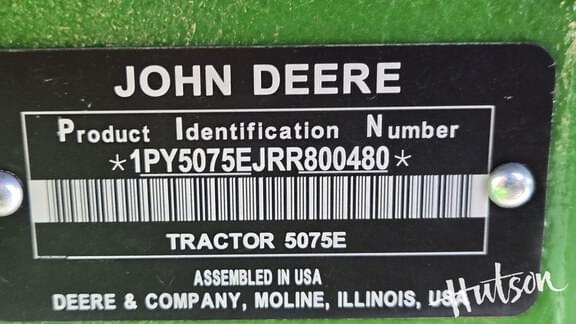 JOHN DEERE
Product Identification Number
*1PY5075EJRR800480*
TRACTOR 5075E
ASSEMBLED IN USA
DEERE & COMPANY, MOLINE, ILLINOIS, USA
Hutson